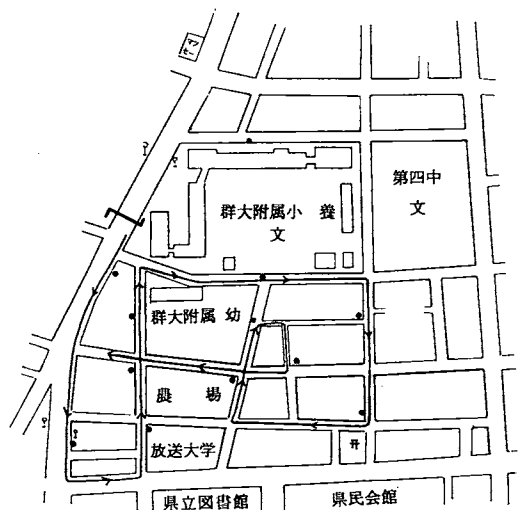 第四中
群大附属小 養
文
文
群大附属 幼
農 場
放送大学
県立図書館
県民会館